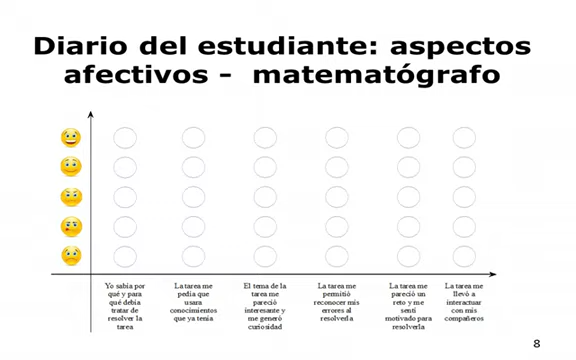 Diario del estudiante: aspectos
afectivos - matematógrafo
Yo sabía por
qué y para
qué debía
tratar de
resolver la
tarea
La tarea me
pedía que
usara
conocimientos
que ya tenía
El tema de la
tarea me
pareció
interesante y
me generó
curiosidad
La tarea me
permitió
reconocer mis
errores al
resolverla
La tarea me
pareció un
reto y me
sentí
motivado para
resolverla
La tarea me
llevó a
interactuar
con mis
compañeros
8